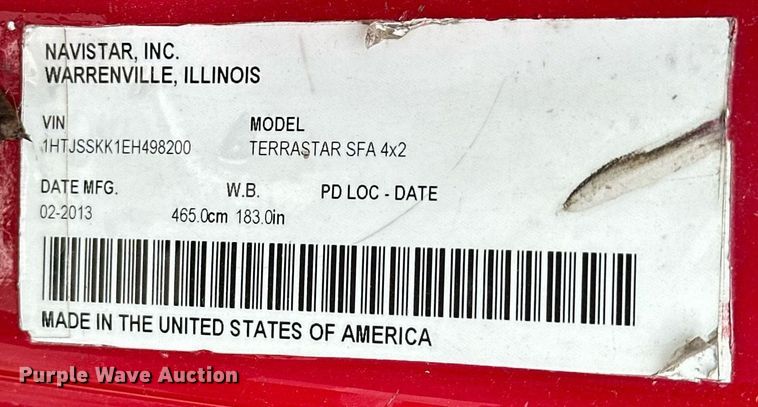 NAVISTAR, INC.
WARRENVILLE, ILLINOIS
VIN MODEL
1HTJSSKK1EH498200 TERRASTAR SFA 4x2
DATE MFG. W.B. PD LOC - DATE
02-2013 465.0cm 183.0in
MADE IN THE UNITED STATES OF AMERICA
Purple Wave Auction